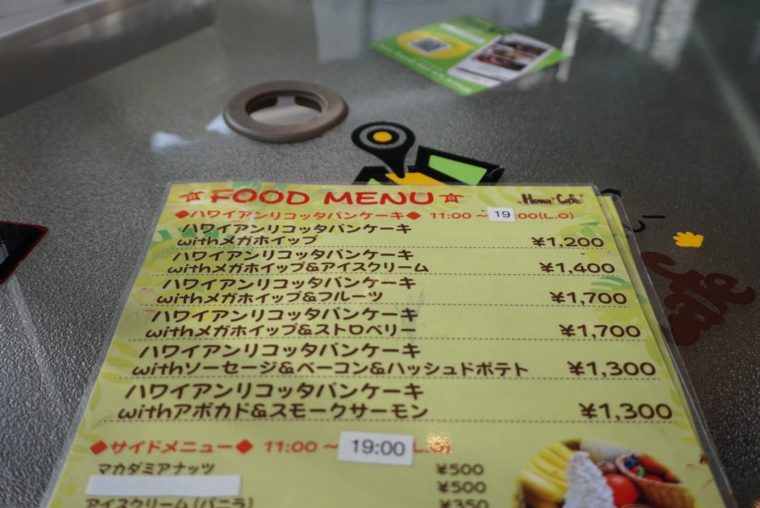 ☆ FOOD MENU ☆
Home Cafe
◆ハワイアンリコッタパンケーキ◆ 11:00 ~ 19:00(L.O)
ハワイアンリコッタパンケーキ
withメガホイップ ¥1,200
ハワイアンリコッタパンケーキ
withメガホイップ&アイスクリーム ¥1,400
ハワイアンリコッタパンケーキ
withメガホイップ&フルーツ ¥1,700
ハワイアンリコッタパンケーキ
withメガホイップ&ストロベリー ¥1,700
ハワイアンリコッタパンケーキ
withソーセージ&ベーコン&ハッシュドポテト ¥1,300
ハワイアンリコッタパンケーキ
withアボカド&スモークサーモン ¥1,300
◆サイドメニュー◆ 11:00 ~ 19:00 (L.O)
マカダミアナッツ ¥500
¥500
アイスクリーム(バニラ) ¥350